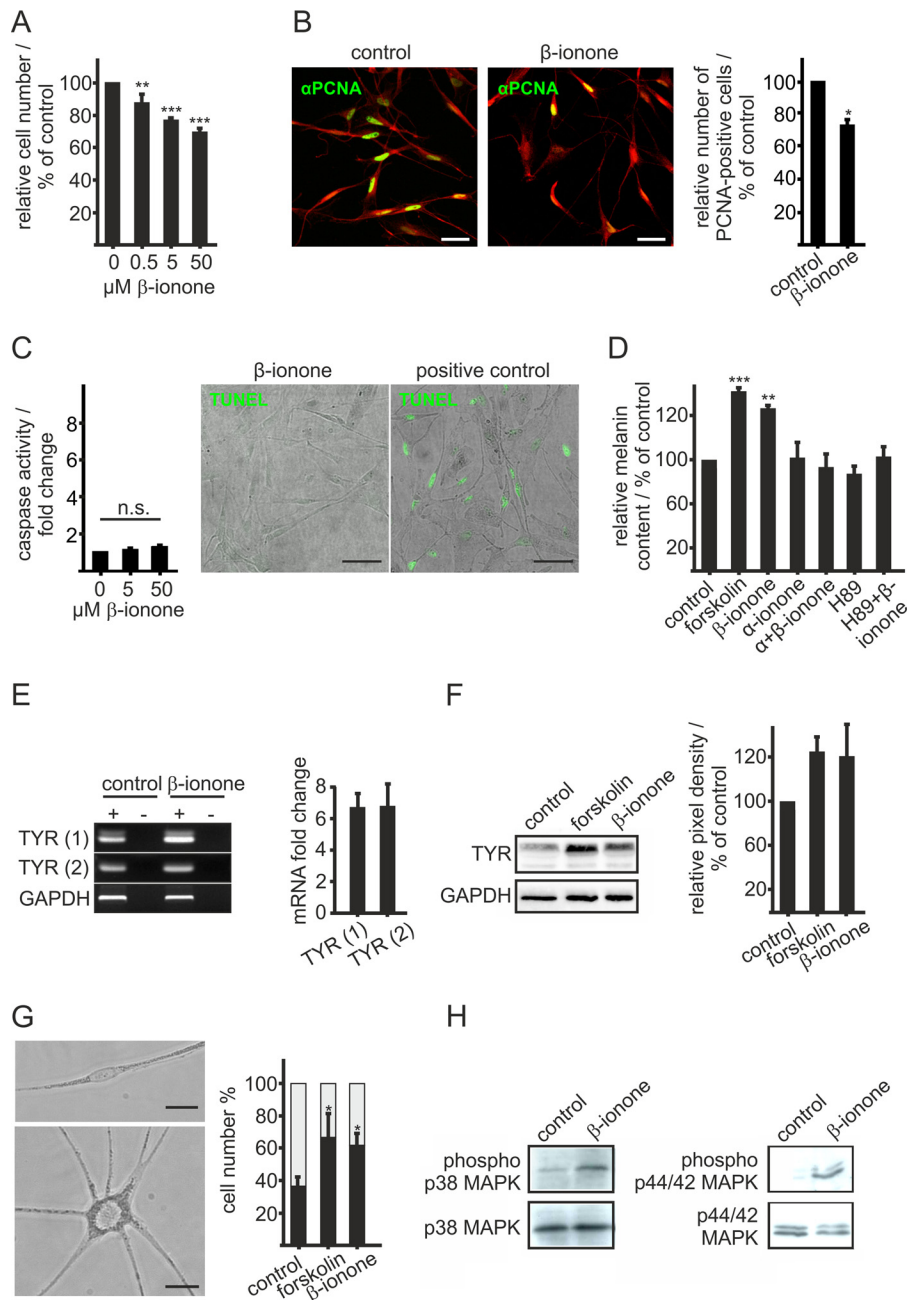 A
relative cell number /
% of control
100
80
60
40
20
0 0.5 5 50
µM β-ionone
** *** ***
B
control
β-ionone
αPCNA
αPCNA
relative number of
PCNA-positive cells /
% of control
100
80
60
40
20
*
control
β-ionone
C
caspase activity /
fold change
8
6
4
2
n.s.
0 5 50
µM β-ionone
β-ionone
positive control
TUNEL
TUNEL
D
relative melanin
content / % of control
120
100
80
60
40
20
*** **
control
forskolin
β-ionone
α-ionone
α+β-ionone
H89
H89+β-
ionone
E
control β-ionone
+ - + -
TYR (1)
TYR (2)
GAPDH
mRNA fold change
8
6
4
2
0
TYR (1)
TYR (2)
F
control
forskolin
β-ionone
TYR
GAPDH
relative pixel density /
% of control
120
100
80
60
40
20
control
forskolin
β-ionone
G
cell number %
100
80
60
40
20
* *
control
forskolin
β-ionone
H
control
β-ionone
phospho
p38 MAPK
p38 MAPK
control
β-ionone
phospho
p44/42 MAPK
p44/42
MAPK